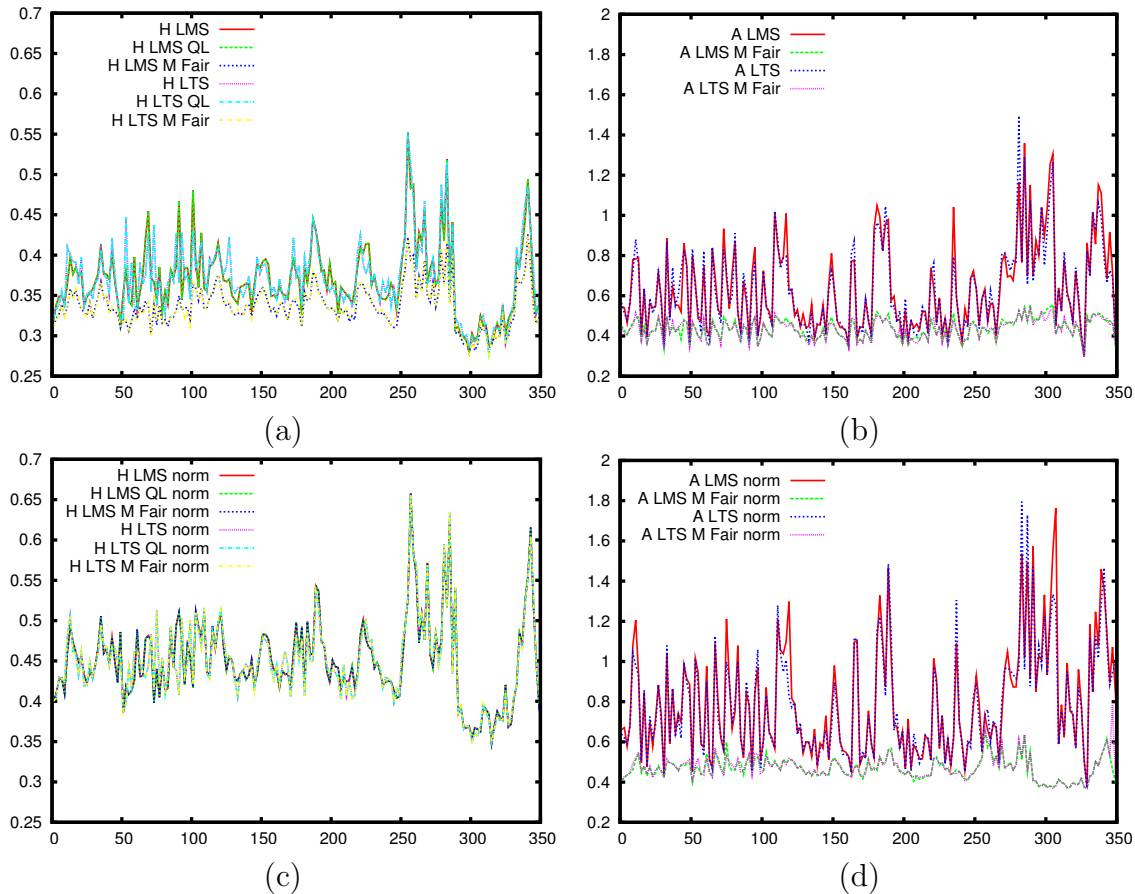 0.7
0.65
0.6
0.55
0.5
0.45
0.4
0.35
0.3
0.25
0 50 100 150 200 250 300 350
H LMS
H LMS QL
H LMS M Fair
H LTS
H LTS QL
H LTS M Fair
(a)
2
1.8
1.6
1.4
1.2
1
0.8
0.6
0.4
0.2
0 50 100 150 200 250 300 350
A LMS
A LMS M Fair
A LTS
A LTS M Fair
(b)
0.7
0.65
0.6
0.55
0.5
0.45
0.4
0.35
0.3
0.25
0 50 100 150 200 250 300 350
H LMS norm
H LMS QL norm
H LMS M Fair norm
H LTS norm
H LTS QL norm
H LTS M Fair norm
(c)
2
1.8
1.6
1.4
1.2
1
0.8
0.6
0.4
0.2
0 50 100 150 200 250 300 350
A LMS norm
A LMS M Fair norm
A LTS norm
A LTS M Fair norm
(d)